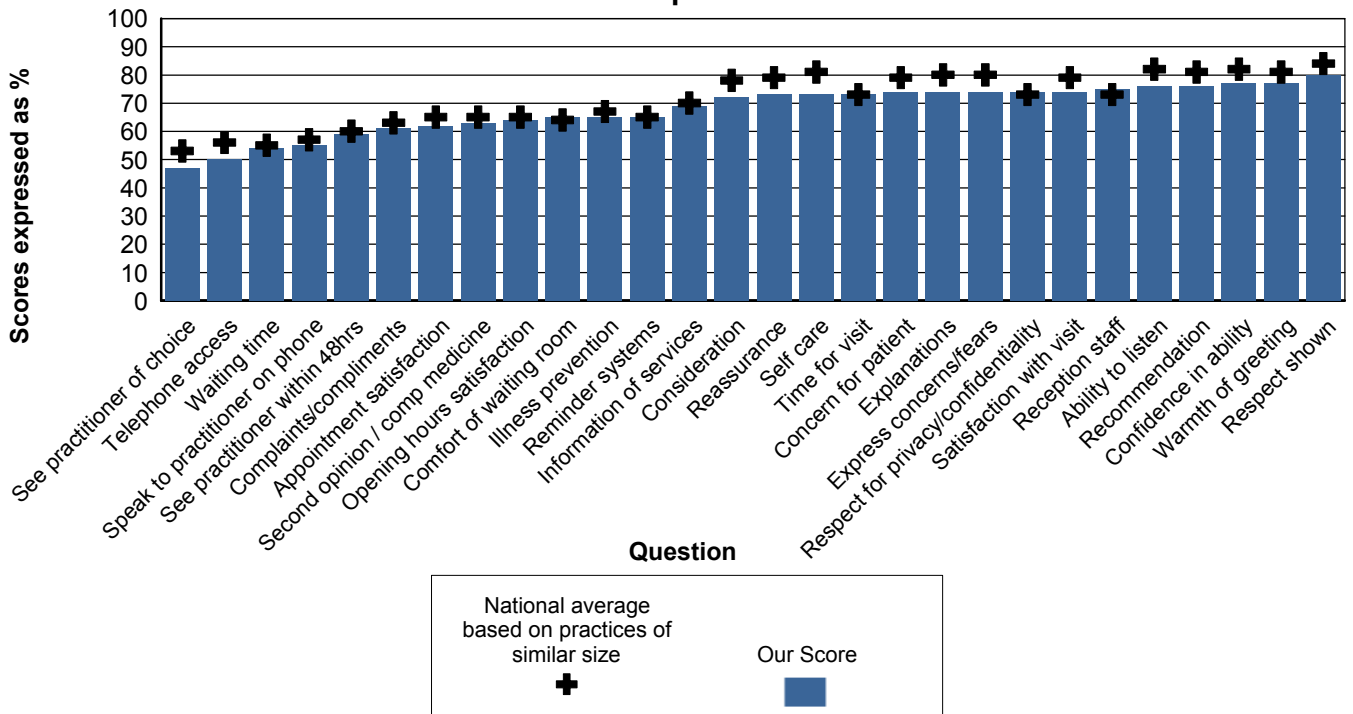 100
90
80
70
60
50
40
30
20
10
0
Scores expressed as %
See practitioner of choice
Telephone access
Waiting time
Speak to practitioner on phone
See practitioner within 48hrs
Complaints/compliments
Appointment satisfaction
Second opinion / comp medicine
Opening hours satisfaction
Comfort of waiting room
Illness prevention
Reminder systems
Information of services
Consideration
Reassurance
Self care
Time for visit
Concern for patient
Explanations
Express concerns/fears
Respect for privacy/confidentiality
Satisfaction with visit
Reception staff
Ability to listen
Recommendation
Confidence in ability
Warmth of greeting
Respect shown
Question
National average
based on practices of
similar size
Our Score